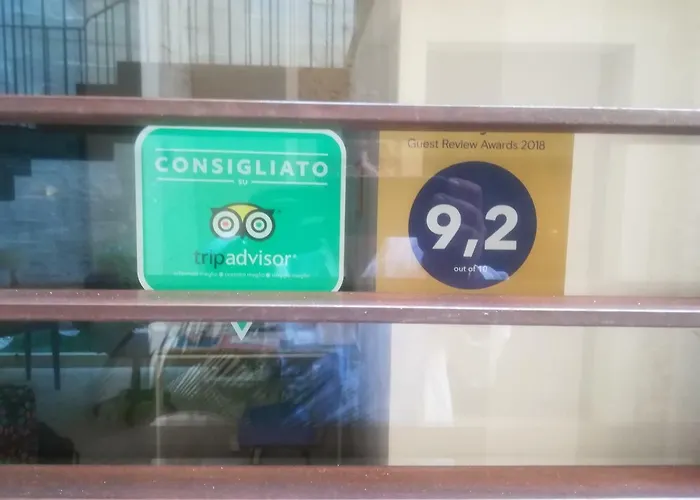 CONSIGLIATO
SU
tripadvisor
Guest Review Awards 2018
9,2
out of 10